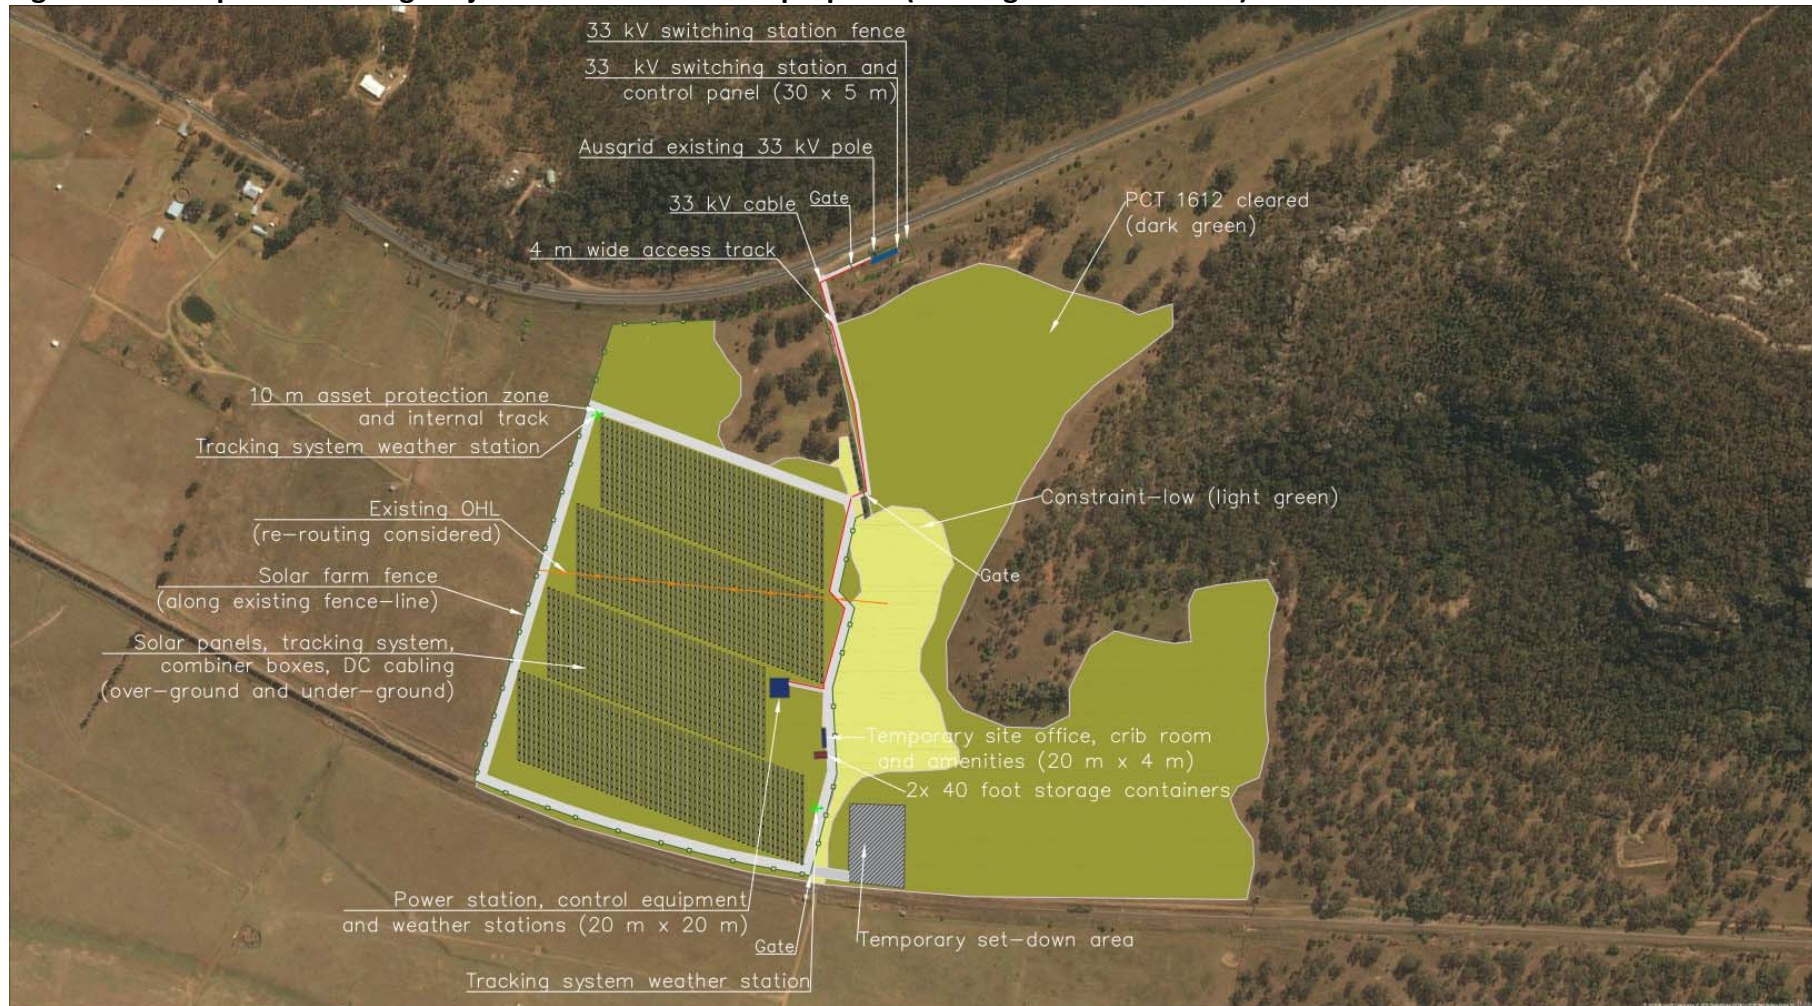 33 kV switching station fence
33 kV switching station and
control panel (30 x 5 m)
Ausgrid existing 33 kV pole
33 kV cable
Gate
4 m wide access track
PCT 1612 cleared
(dark green)
10 m asset protection zone
and internal track
Tracking system weather station
Existing OHL
(re-routing considered)
Constraint-low (light green)
Gate
Solar farm fence
(along existing fence-line)
Solar panels, tracking system,
combiner boxes, DC cabling
(over-ground and under-ground)
Temporary site office, crib room
and amenities (20 m x 4 m)
2x 40 foot storage containers
Power station, control equipment
and weather stations (20 m x 20 m)
Gate
Temporary set-down area
Tracking system weather station